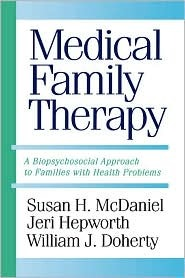 Medical
Family
Therapy
A Biopsychosocial Approach
to Families with Health Problems
Susan H. McDaniel
Jeri Hepworth
William J. Doherty